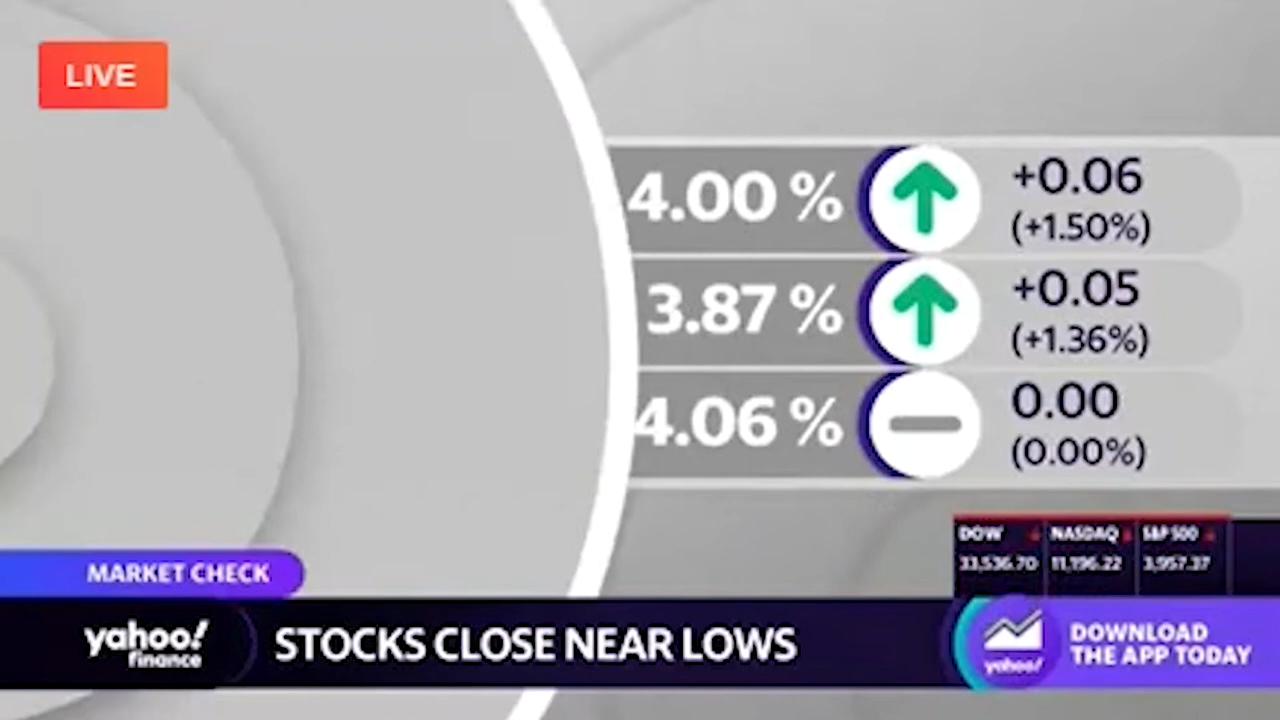 LIVE
4.00 %
+0.06
(+1.50%)
3.87 %
+0.05
(+1.36%)
4.06 %
0.00
(0.00%)
DOW NASDAQ S&P 500
33,536.70 11,196.22 3,957.37
MARKET CHECK
yahoo!
finance
STOCKS CLOSE NEAR LOWS
yahoo!
DOWNLOAD
THE APP TODAY